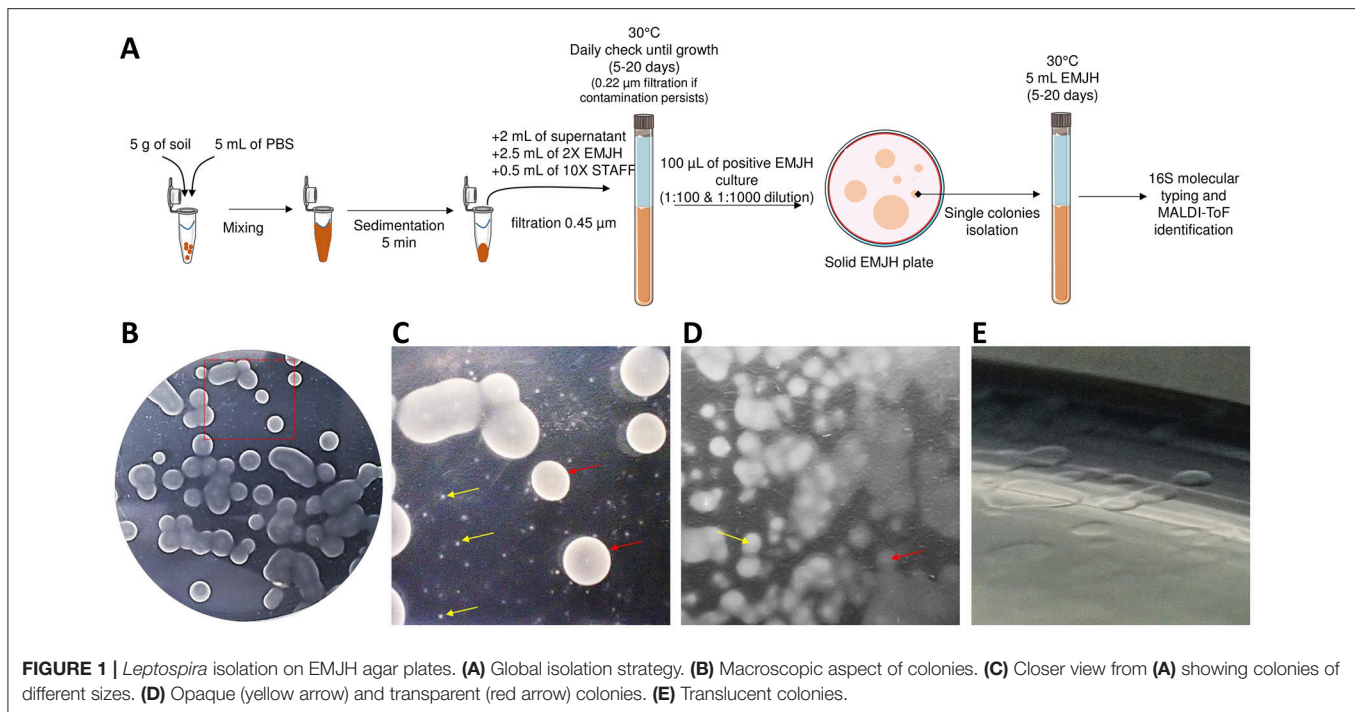 A
5 g of soil
5 mL of PBS
Mixing
Sedimentation
5 min
+2 mL of supernatant
+2.5 mL of 2X EMJH
+0.5 mL of 10X STAFF
filtration 0.45 µm
30°C
Daily check until growth
(5-20 days)
(0.22 µm filtration if
contamination persists)
100 µL of positive EMJH
culture
(1:100 & 1:1000 dilution)
Solid EMJH plate
Single colonies
isolation
30°C
5 mL EMJH
(5-20 days)
16S molecular
typing and
MALDI-ToF
identification
B
C
D
E
FIGURE 1 | Leptospira isolation on EMJH agar plates. (A) Global isolation strategy. (B) Macroscopic aspect of colonies. (C) Closer view from (A) showing colonies of
different sizes. (D) Opaque (yellow arrow) and transparent (red arrow) colonies. (E) Translucent colonies.